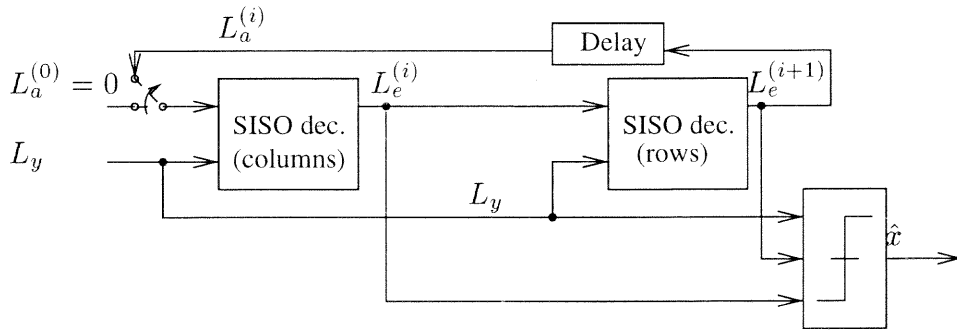 L_a^{(i)}
Delay
L_a^{(0)} = 0
L_e^{(i)}
L_e^{(i+1)}
SISO dec.
(columns)
SISO dec.
(rows)
L_y
L_y
x̂